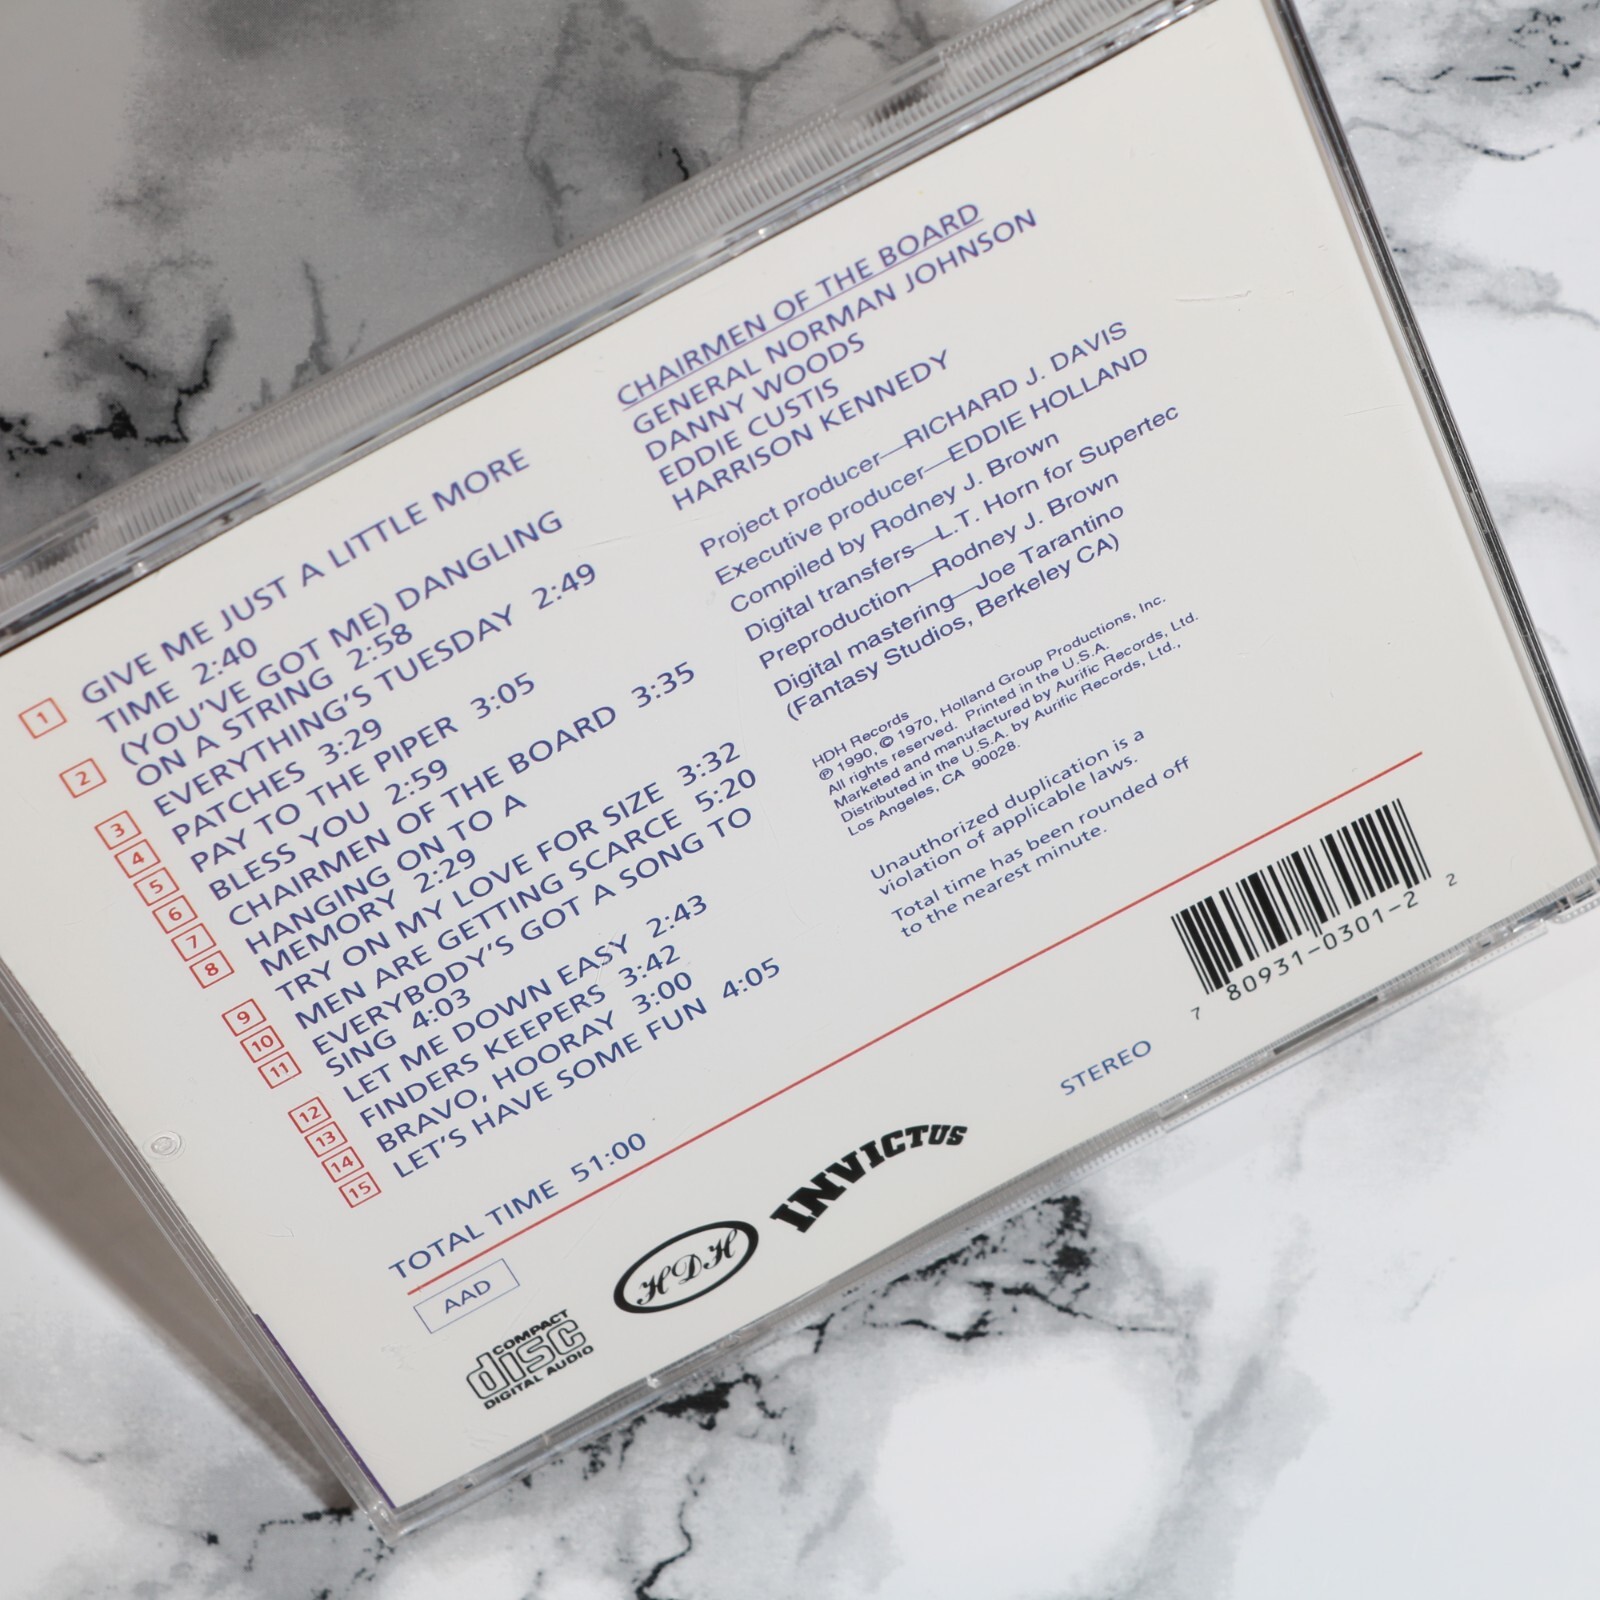 1 GIVE ME JUST A LITTLE MORE
TIME 2:40
2 (YOU'VE GOT ME) DANGLING
ON A STRING 2:58
3 EVERYTHING'S TUESDAY 2:49
4 PATCHES 3:29
5 PAY TO THE PIPER 3:05
6 BLESS YOU 2:59
7 CHAIRMEN OF THE BOARD 3:35
8 HANGING ON TO A
MEMORY 2:29
9 TRY ON MY LOVE FOR SIZE 3:32
10 MEN ARE GETTING SCARCE 5:20
11 EVERYBODY'S GOT A SONG TO
SING 4:03
12 LET ME DOWN EASY 2:43
13 FINDERS KEEPERS 3:42
14 BRAVO, HOORAY 3:00
15 LET'S HAVE SOME FUN 4:05
TOTAL TIME 51:00
CHAIRMEN OF THE BOARD
GENERAL NORMAN JOHNSON
DANNY WOODS
EDDIE CUSTIS
HARRISON KENNEDY
Project producer—RICHARD J. DAVIS
Executive producer—EDDIE HOLLAND
Compiled by Rodney J. Brown
Digital transfers—L.T. Horn for Supertec
Preproduction—Rodney J. Brown
Digital mastering—Joe Tarantino
(Fantasy Studios, Berkeley CA)
HDH Records
℗ 1990, © 1970, Holland Group Productions, Inc.
All rights reserved. Printed in the U.S.A.
Marketed and manufactured by Aurific Records, Ltd.
Distributed in the U.S.A. by Aurific Records, Ltd.,
Los Angeles, CA 90028.
Unauthorized duplication is a
violation of applicable laws.
Total time has been rounded off
to the nearest minute.
AAD
COMPACT
disc
DIGITAL AUDIO
HDH
INVICTUS
STEREO
7 80931-0301-2 2